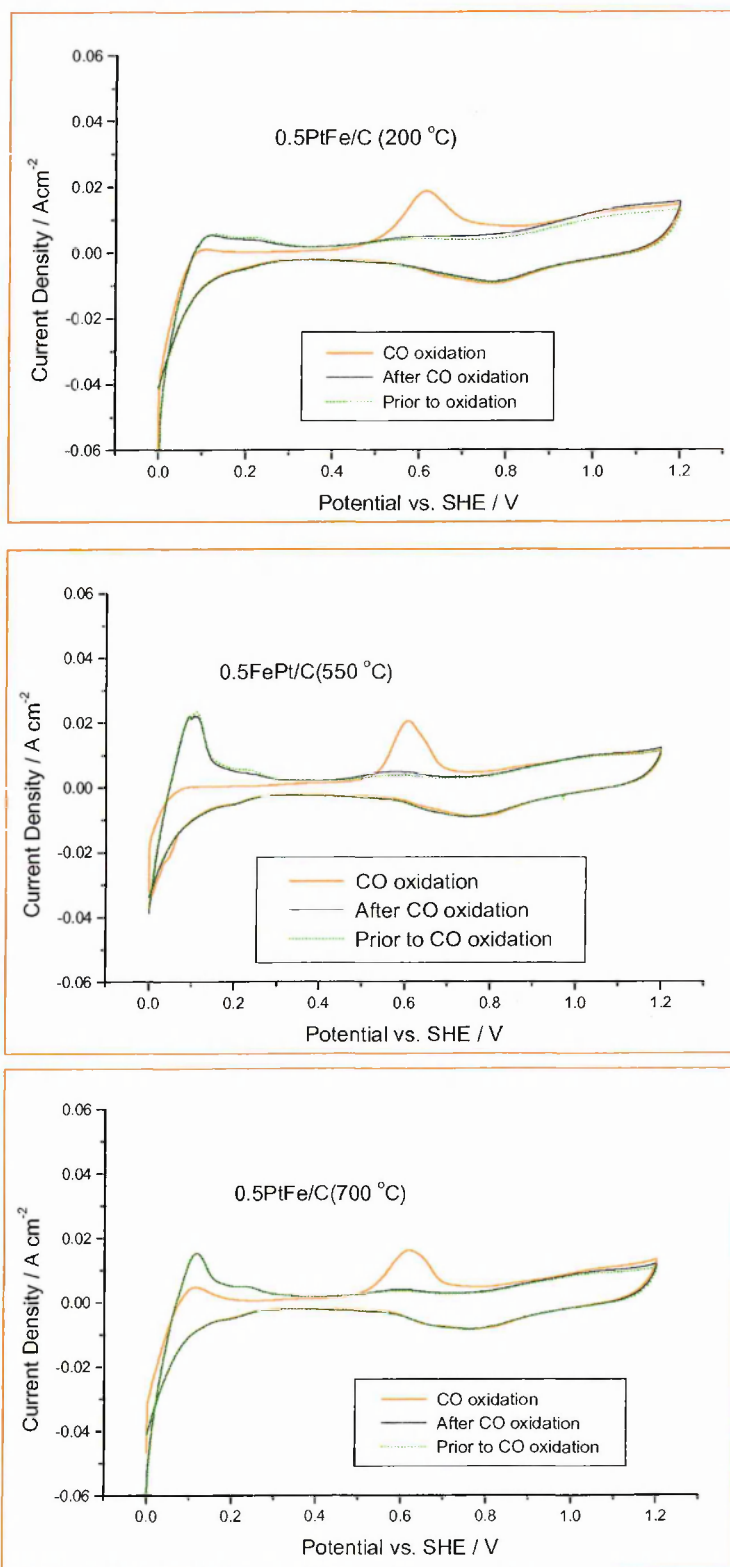 0.06
0.04
0.02
0.00
-0.02
-0.04
-0.06
Current Density / Acm-2
0.5PtFe/C (200 °C)
CO oxidation
After CO oxidation
Prior to oxidation
0.0 0.2 0.4 0.6 0.8 1.0 1.2
Potential vs. SHE / V
0.06
0.04
0.02
0.00
-0.02
-0.04
-0.06
Current Density / A cm-2
0.5FePt/C(550 °C)
CO oxidation
After CO oxidation
Prior to CO oxidation
0.0 0.2 0.4 0.6 0.8 1.0 1.2
Potential vs. SHE / V
0.06
0.04
0.02
0.00
-0.02
-0.04
-0.06
Current Density / A cm-2
0.5PtFe/C(700 °C)
CO oxidation
After CO oxidation
Prior to CO oxidation
0.0 0.2 0.4 0.6 0.8 1.0 1.2
Potential vs. SHE / V